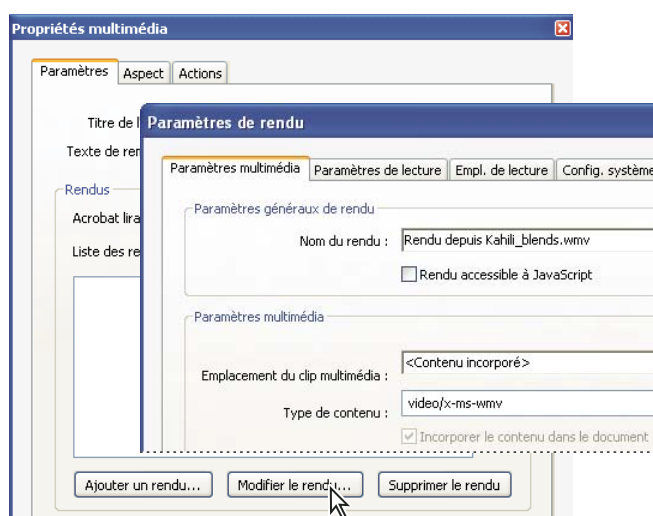 Propriétés multimédia
Paramètres Aspect Actions
Titre de
Paramètres de rendu
Texte de
Paramètres multimédia Paramètres de lecture Empl. de lecture Config. système
Rendus
Acrobat lira
Liste des
Paramètres généraux de rendu
Nom du rendu : Rendu depuis Kahili_blends.wmv
Rendu accessible à JavaScript
Paramètres multimédia
Emplacement du clip multimédia : <Contenu incorporé>
Type de contenu : video/x-ms-wmv
Incorporer le contenu dans le document
Ajouter un rendu... Modifier le rendu... Supprimer le rendu